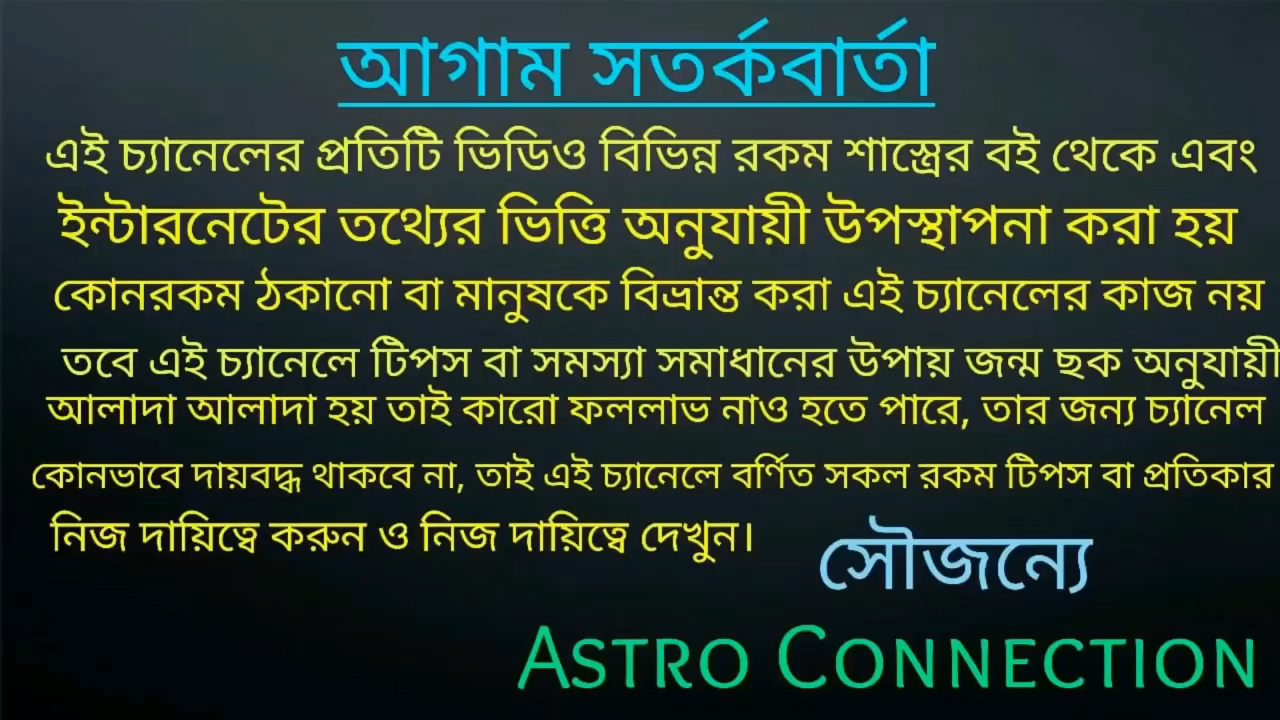 আগাম সতর্কবার্তা
এই চ্যানেলের প্রতিটি ভিডিও বিভিন্ন রকম শাস্ত্রের বই থেকে এবং
ইন্টারনেটের তথ্যের ভিত্তি অনুযায়ী উপস্থাপনা করা হয়
কোনরকম ঠকানো বা মানুষকে বিভ্রান্ত করা এই চ্যানেলের কাজ নয়
তবে এই চ্যানেলে টিপস বা সমস্যা সমাধানের উপায় জন্ম ছক অনুযায়ী
আলাদা আলাদা হয় তাই কারো ফললাভ নাও হতে পারে, তার জন্য চ্যানেল
কোনভাবে দায়বদ্ধ থাকবে না, তাই এই চ্যানেলে বর্ণিত সকল রকম টিপস বা প্রতিকার
নিজ দায়িত্বে করুন ও নিজ দায়িত্বে দেখুন।
সৌজন্যে
ASTRO CONNECTION